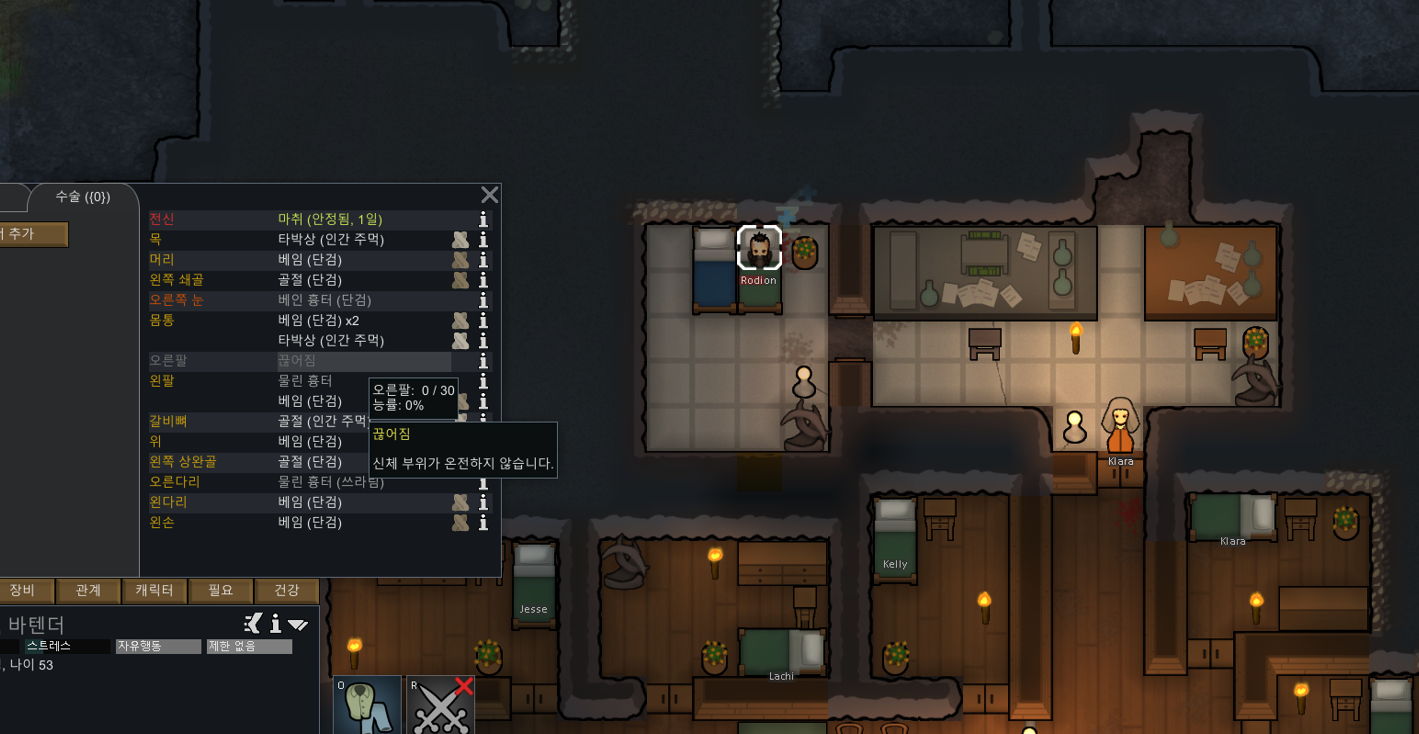 수술 ({0})
추가
전신 마취 (안정됨, 1일)
목 타박상 (인간 주먹)
머리 베임 (단검)
왼쪽 쇄골 골절 (단검)
오른쪽 눈 베인 흉터 (단검)
몸통 베임 (단검) x2
타박상 (인간 주먹)
오른팔 끊어짐
왼팔 물린 흉터
베임 (단검)
갈비뼈 골절 (인간 주먹
위 베임 (단검)
왼쪽 상완골 골절 (단검)
오른다리 물린 흉터 (쓰라림)
왼다리 베임 (단검)
왼손 베임 (단검)
오른팔: 0 / 30
능률: 0%
끊어짐
신체 부위가 온전하지 않습니다.
장비 관계 캐릭터 필요 건강
바텐더
스트레스 자유행동 제한 없음
, 나이 53
O
R
Rodion
Klara
Kelly
Klara
Jesse
Lachi